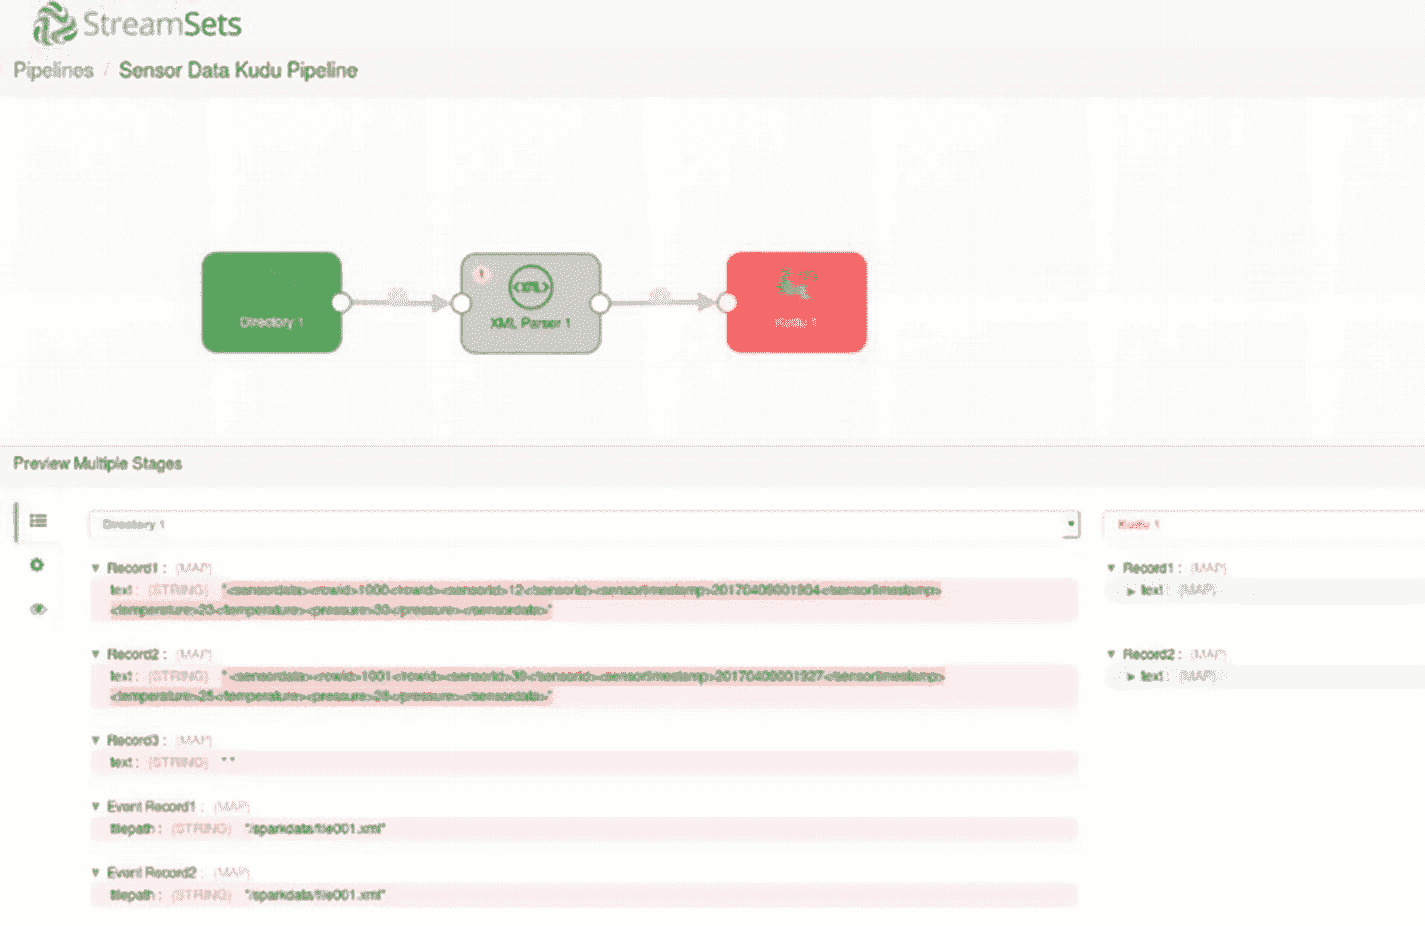 StreamSets
Pipelines / Sensor Data Kudu Pipeline
Directory 1
<XML>
XML Parser 1
Kudu 1
Preview Multiple Stages
Directory 1
Kudu 1
Record1 : (MAP)
text : (STRING) "<sensordata><rowid>1000<rowid><sensorid>12<sensorid><sensortimestamp>20170409001904<sensortimestamp>
<temperature>23<temperature><pressure>30<pressure><sensordata>"
Record2 : (MAP)
text : (STRING) "<sensordata><rowid>1001<rowid><sensorid>39<sensorid><sensortimestamp>20170409001927<sensortimestamp>
<temperature>25<temperature><pressure>26<pressure><sensordata>"
Record3 : (MAP)
text : (STRING) " "
Event Record1 : (MAP)
filepath : (STRING) "/sparkdata/file001.xml"
Event Record2 : (MAP)
filepath : (STRING) "/sparkdata/file001.xml"
Record1 : (MAP)
text : (MAP)
Record2 : (MAP)
text : (MAP)